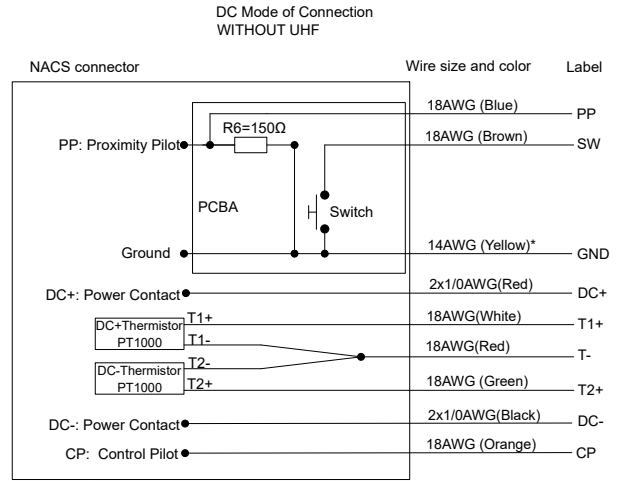 DC Mode of Connection
WITHOUT UHF
NACS connector
Wire size and color
Label
18AWG (Blue)
PP
R6=150Ω
18AWG (Brown)
SW
PP: Proximity Pilot
PCBA
Switch
14AWG (Yellow)*
Ground
GND
2x1/0AWG(Red)
DC+: Power Contact
DC+
T1+
18AWG(White)
T1+
DC+Thermistor
PT1000
T1-
18AWG(Red)
T-
T2-
DC-Thermistor
PT1000
T2+
18AWG (Green)
T2+
2x1/0AWG(Black)
DC-: Power Contact
DC-
18AWG (Orange)
CP: Control Pilot
CP